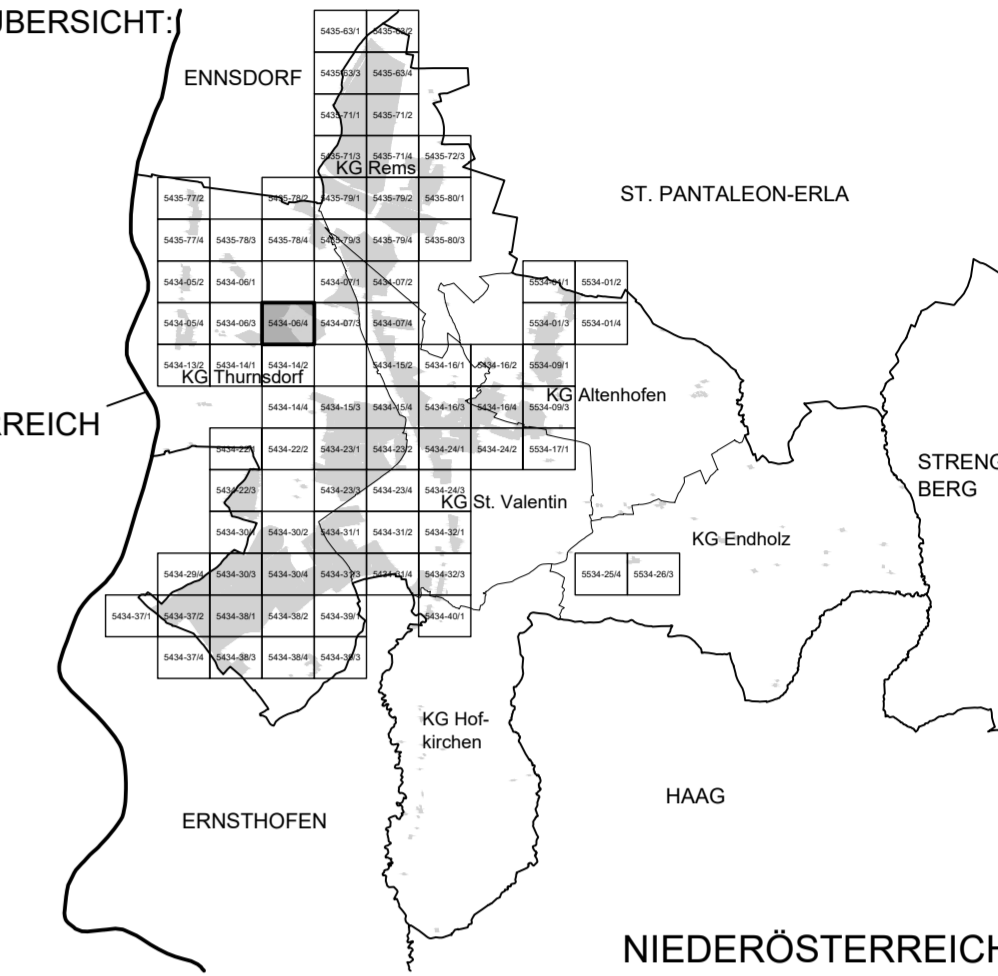 ÜBERSICHT:
5435-63/1 5435-63/2
ENNSDORF
5435-63/3 5435-63/4
5435-71/1 5435-71/2
5435-71/3 5435-71/4 5435-72/3
KG Rems
ST. PANTALEON-ERLA
5435-77/2 5435-78/2 5435-79/1 5435-79/2 5435-80/1
5435-77/4 5435-78/3 5435-78/4 5435-79/3 5435-79/4 5435-80/3
5434-05/2 5434-06/1 5434-07/1 5434-07/2 5534-01/1 5534-01/2
5434-05/4 5434-06/3 5434-06/4 5434-07/3 5434-07/4 5534-01/3 5534-01/4
5434-13/2 5434-14/1 5434-14/2 5434-15/2 5434-16/1 5434-16/2 5534-09/1
KG Thurnsdorf
KG Altenhofen
5434-14/4 5434-15/3 5434-15/4 5434-16/3 5434-16/4 5534-09/3
RREICH
5434-22/1 5434-22/2 5434-23/1 5434-23/2 5434-24/1 5434-24/2 5534-17/1
STRENG
BERG
5434-22/3 5434-23/3 5434-23/4 5434-24/3
KG St. Valentin
5434-30/1 5434-30/2 5434-31/1 5434-31/2 5434-32/1
KG Endholz
5434-29/4 5434-30/3 5434-30/4 5434-31/3 5434-31/4 5434-32/3 5534-25/4 5534-26/3
5434-37/1 5434-37/2 5434-38/1 5434-38/2 5434-39/1 5434-40/1
5434-37/4 5434-38/3 5434-38/4 5434-39/3
KG Hof-
kirchen
HAAG
ERNSTHOFEN
NIEDERÖSTERREICH